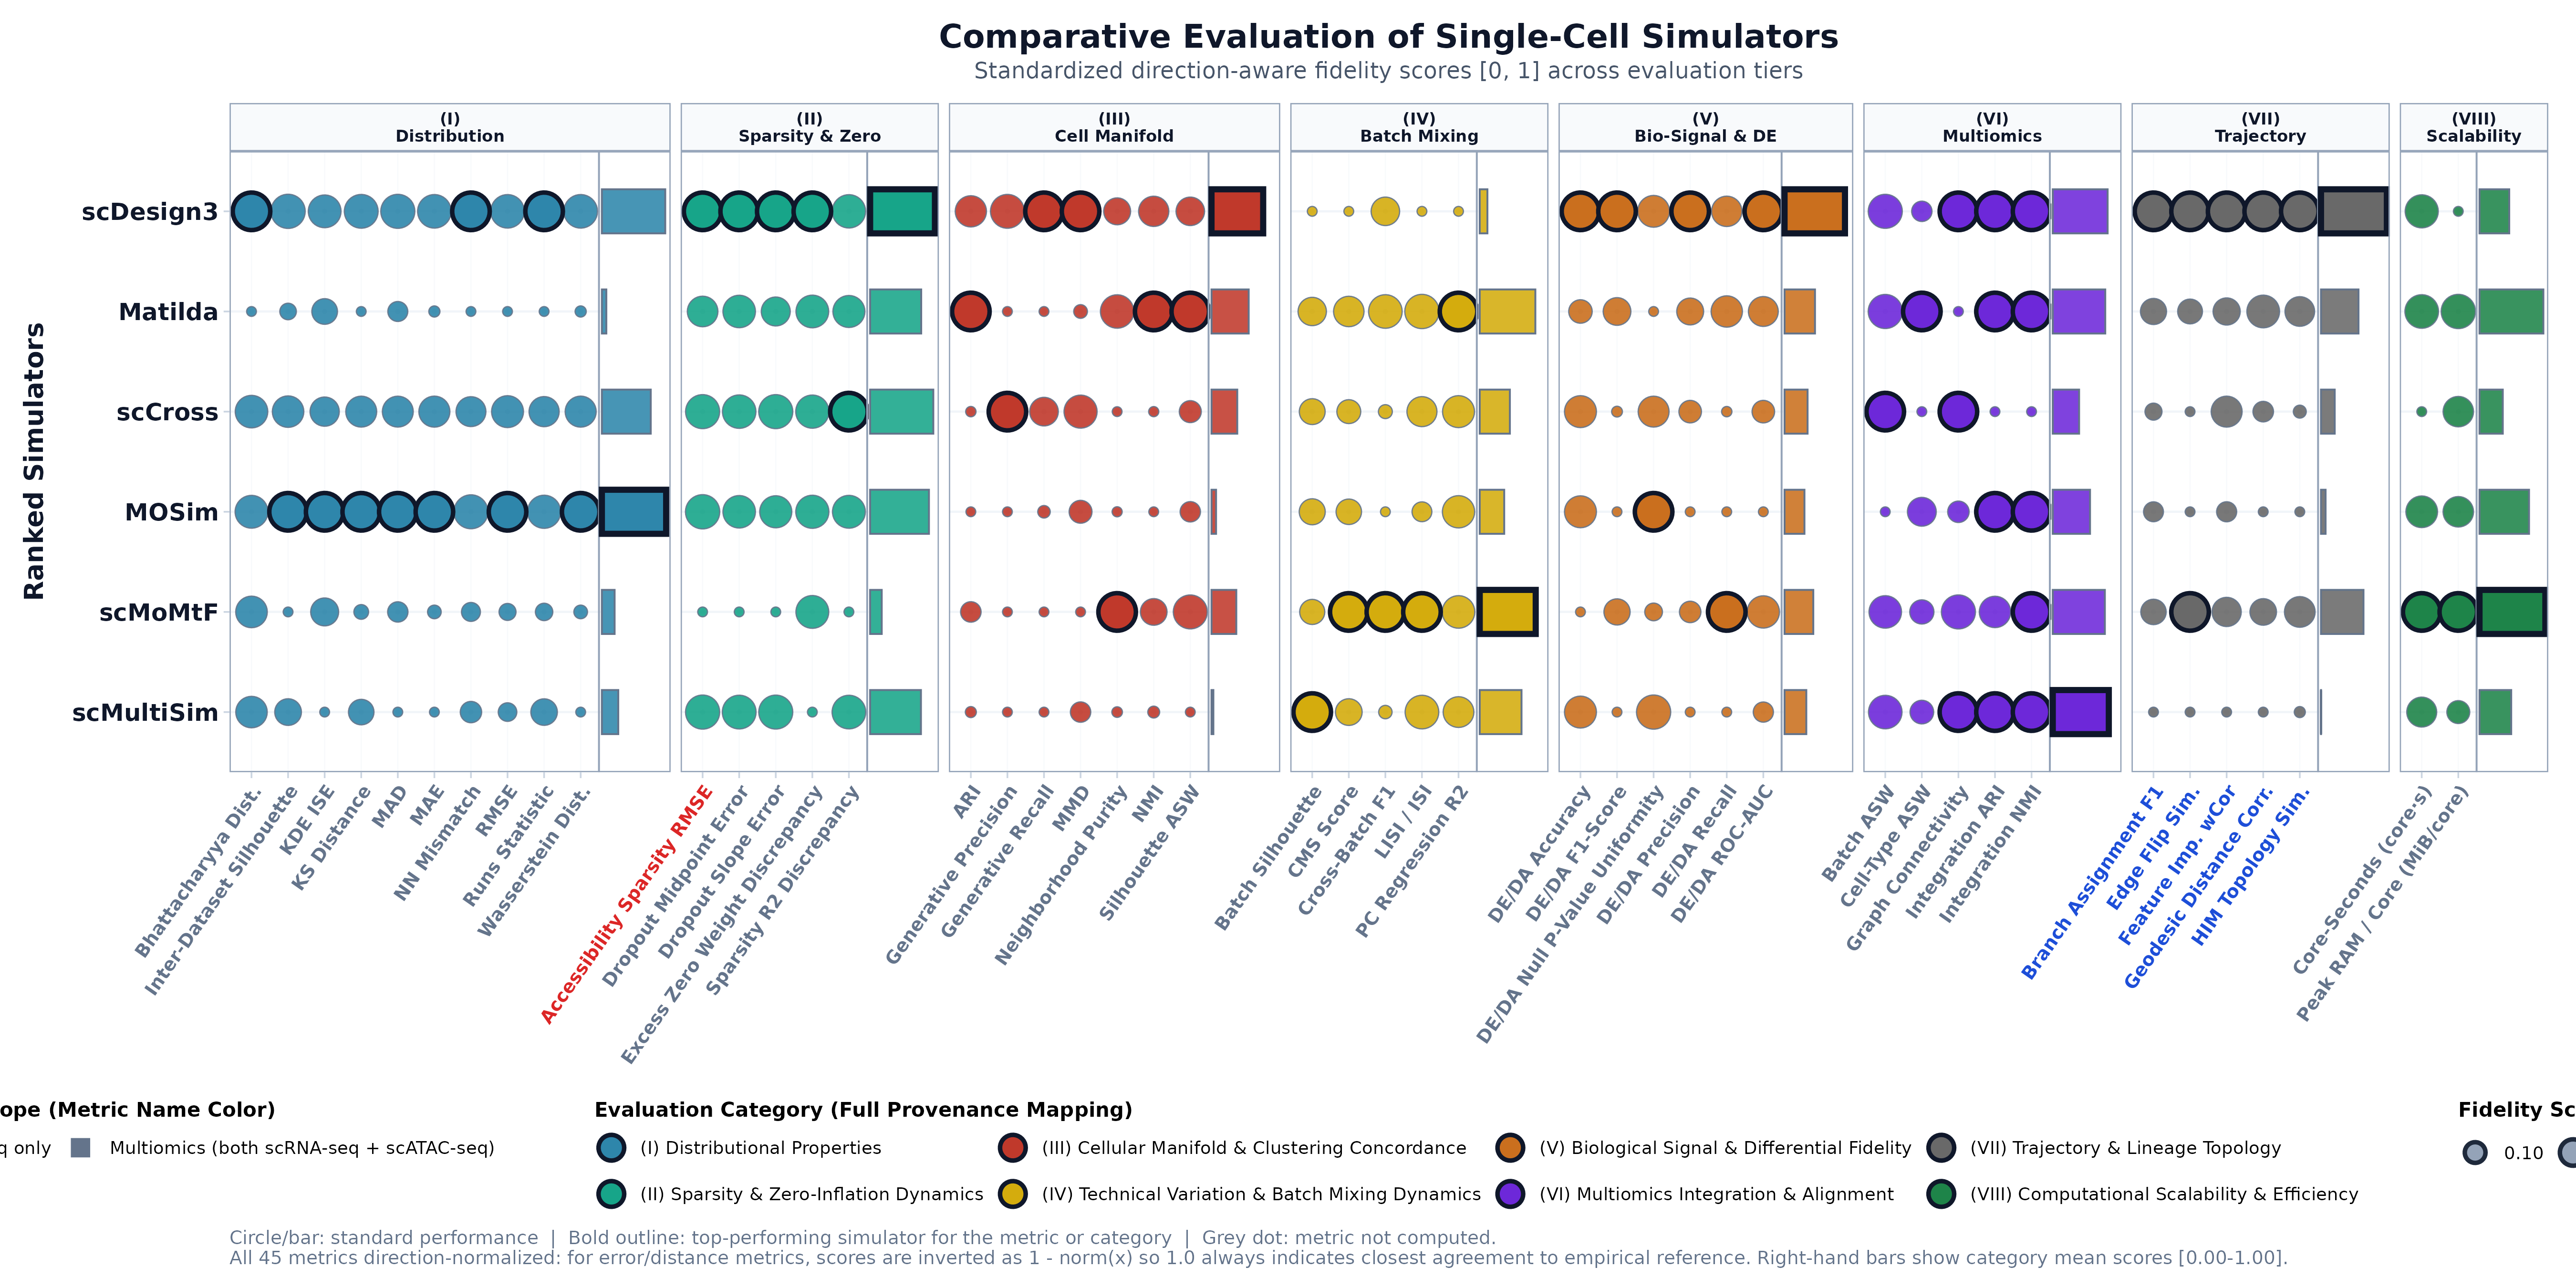 Comparative Evaluation of Single-Cell Simulators
Standardized direction-aware fidelity scores [0, 1] across evaluation tiers
(I)
Distribution
(II)
Sparsity & Zero
(III)
Cell Manifold
(IV)
Batch Mixing
(V)
Bio-Signal & DE
(VI)
Multiomics
(VII)
Trajectory
(VIII)
Scalability
Ranked Simulators
scDesign3
Matilda
scCross
MOSim
scMoMtF
scMultiSim
Bhattacharyya Dist.
Inter-Dataset Silhouette
KDE ISE
KS Distance
MAD
MAE
NN Mismatch
RMSE
Runs Statistic
Wasserstein Dist.
Accessibility Sparsity RMSE
Dropout Midpoint Error
Dropout Slope Error
Excess Zero Weight Discrepancy
Sparsity R2 Discrepancy
ARI
Generative Precision
Generative Recall
MMD
Neighborhood Purity
NMI
Silhouette ASW
Batch Silhouette
CMS Score
Cross-Batch F1
LISI / ISI
PC Regression R2
DE/DA Accuracy
DE/DA F1-Score
DE/DA Null P-Value Uniformity
DE/DA Precision
DE/DA Recall
DE/DA ROC-AUC
Batch ASW
Cell-Type ASW
Graph Connectivity
Integration ARI
Integration NMI
Branch Assignment F1
Edge Flip Sim.
Feature Imp. wCor
Geodesic Distance Corr.
HIM Topology Sim.
Core-Seconds (core·s)
Peak RAM / Core (MiB/core)
ope (Metric Name Color)
q only
Multiomics (both scRNA-seq + scATAC-seq)
Evaluation Category (Full Provenance Mapping)
(I) Distributional Properties
(III) Cellular Manifold & Clustering Concordance
(V) Biological Signal & Differential Fidelity
(VII) Trajectory & Lineage Topology
(II) Sparsity & Zero-Inflation Dynamics
(IV) Technical Variation & Batch Mixing Dynamics
(VI) Multiomics Integration & Alignment
(VIII) Computational Scalability & Efficiency
Fidelity Sc
0.10
Circle/bar: standard performance | Bold outline: top-performing simulator for the metric or category | Grey dot: metric not computed.
All 45 metrics direction-normalized: for error/distance metrics, scores are inverted as 1 - norm(x) so 1.0 always indicates closest agreement to empirical reference. Right-hand bars show category mean scores [0.00-1.00].